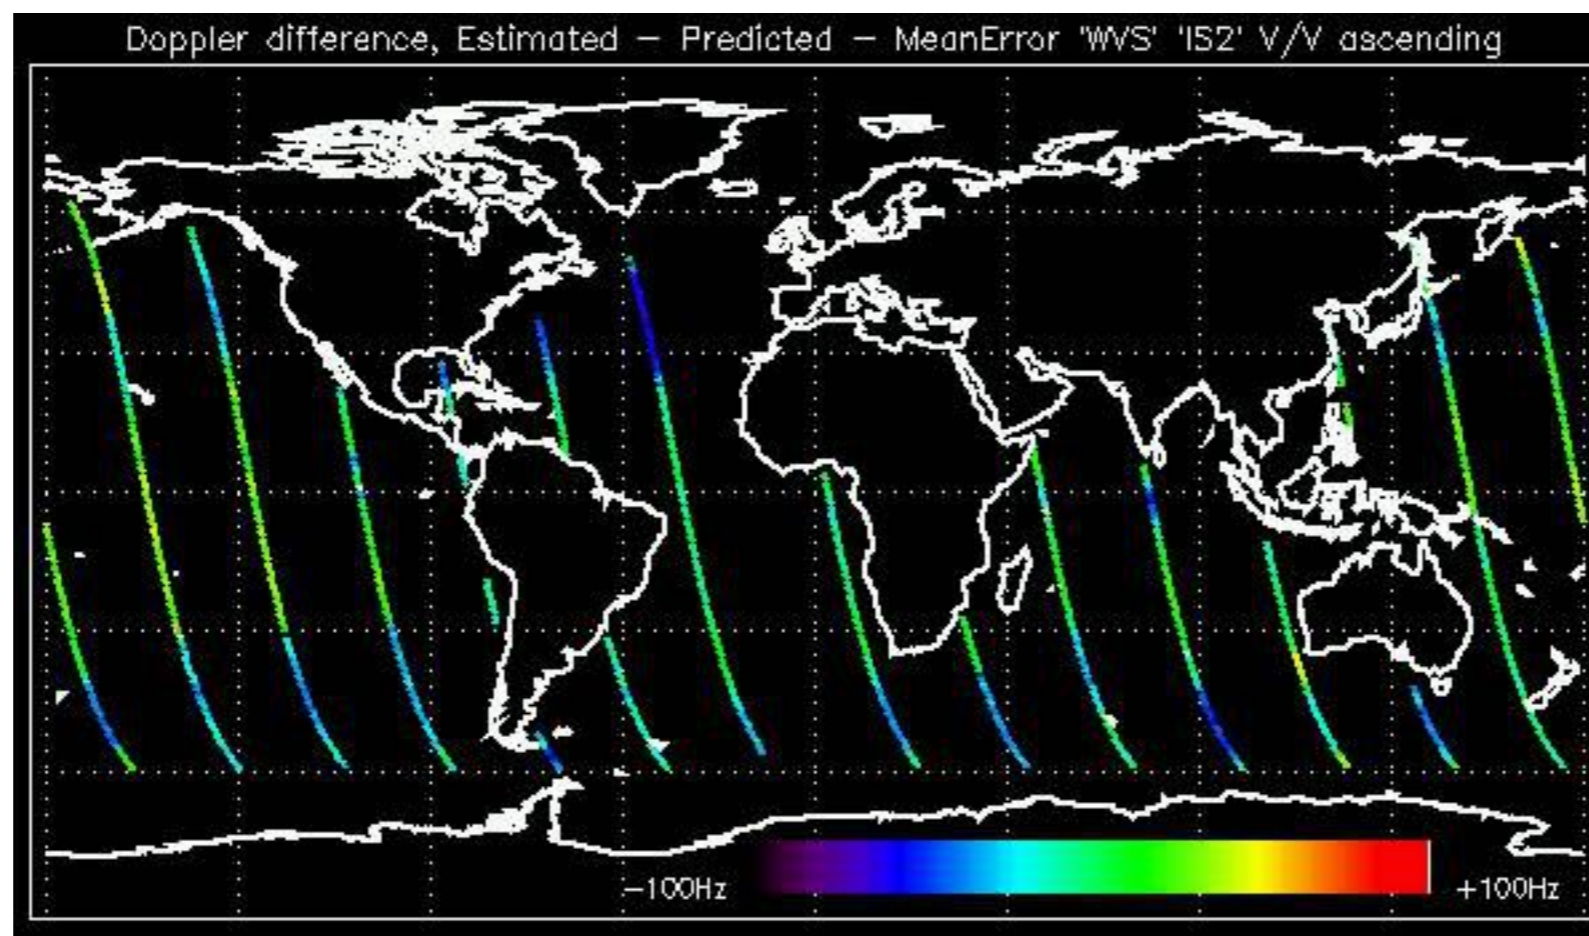 Doppler difference, Estimated – Predicted – MeanError 'WVS' 'IS2' V/V ascending
–100Hz
+100Hz